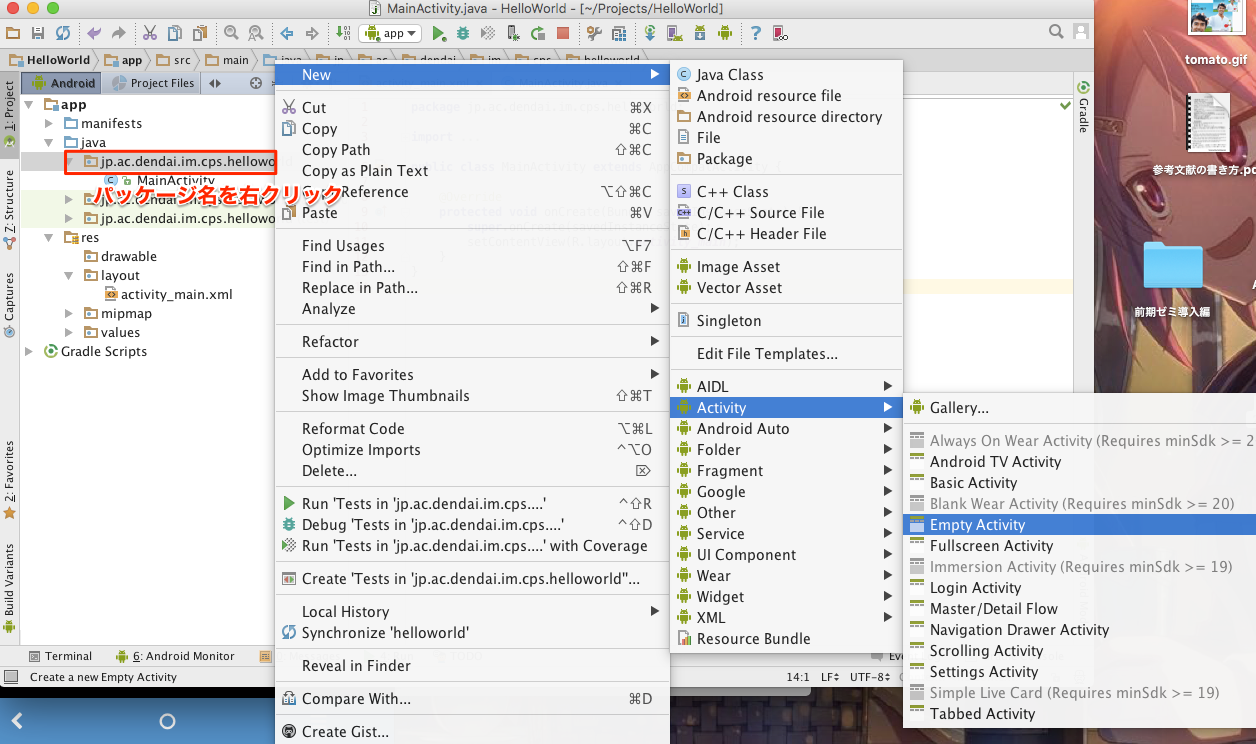 MainActivity.java - HelloWorld - [~/Projects/HelloWorld]
app
HelloWorld
app
src
main
java
jp
ac
dendai
im
cps
helloworld
Android
Project Files
1: Project
Z: Structure
Captures
2: Favorites
Build Variants
app
manifests
java
jp.ac.dendai.im.cps.hellowo
MainActivity
パッケージ名を右クリック
jp.ac.dendai.im.cps.hellowo
jp.ac.dendai.im.cps.hellowo
res
drawable
layout
activity_main.xml
mipmap
values
Gradle Scripts
New
Cut ⌘X
Copy ⌘C
Copy Path ⇧⌘C
Copy as Plain Text
Reference ⌥⇧⌘C
Paste ⌘V
Find Usages ⌥F7
Find in Path... ⇧⌘F
Replace in Path... ⇧⌘R
Analyze
Refactor
Add to Favorites
Show Image Thumbnails ⇧⌘T
Reformat Code ⌥⌘L
Optimize Imports ^⌥O
Delete... ⌦
Run 'Tests in 'jp.ac.dendai.im.cps....' ^⇧R
Debug 'Tests in 'jp.ac.dendai.im.cps....' ^⇧D
Run 'Tests in 'jp.ac.dendai.im.cps....' with Coverage
Create 'Tests in 'jp.ac.dendai.im.cps.helloworld''...
Local History
Synchronize 'helloworld'
Reveal in Finder
Compare With... ⌘D
Create Gist...
Java Class
Android resource file
Android resource directory
File
Package
C++ Class
C/C++ Source File
C/C++ Header File
Image Asset
Vector Asset
Singleton
Edit File Templates...
AIDL
Activity
Android Auto
Folder
Fragment
Google
Other
Service
UI Component
Wear
Widget
XML
Resource Bundle
Gallery...
Always On Wear Activity (Requires minSdk >= 2
Android TV Activity
Basic Activity
Blank Wear Activity (Requires minSdk >= 20)
Empty Activity
Fullscreen Activity
Immersion Activity (Requires minSdk >= 19)
Login Activity
Master/Detail Flow
Navigation Drawer Activity
Scrolling Activity
Settings Activity
Simple Live Card (Requires minSdk >= 19)
Tabbed Activity
Gradle
tomato.gif
参考文献の書き方.pd
前期ゼミ導入編
Terminal
6: Android Monitor
Create a new Empty Activity
14:1
LF
UTF-8